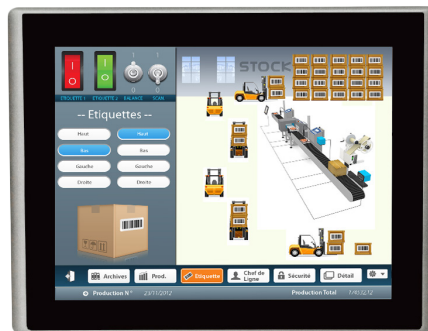 STOCK
ETIQUETTE 1 ETIQUETTE 2 BALANCE SCAN
-- Etiquettes --
Haut Haut
Bas Bas
Gauche Gauche
Droite Droite
Archives Prod. Etiquette Chef de Ligne Sécurité Détail
Production N° 23/11/2012 Production Total